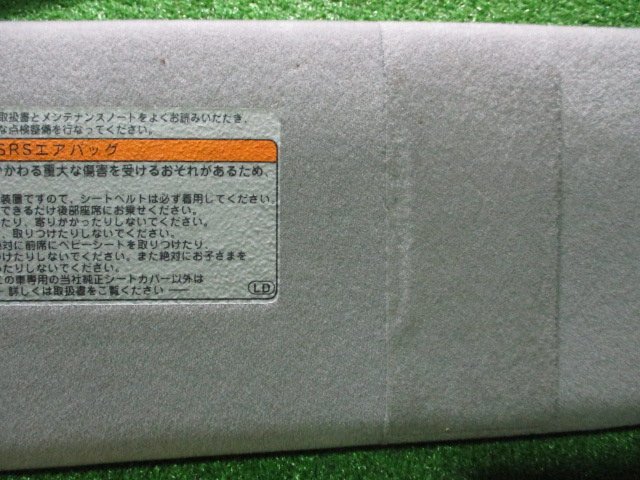 取扱書とメンテナンスノートをよくお読みいただき、
な点検整備を行なってください。
SRSエアバッグ
かかわる重大な傷害を受けるおそれがあるため、
装置ですので、シートベルトは必ず着用してください。
できるだけ後部座席にお乗せください。
たり、寄りかかったりしないでください。
、取りつけたりしないでください。
絶対に前席にベビーシートを取りつけたり、
つけたりしないでください。また絶対にお子さまを
ったりしないでください。
この車専用の当社純正シートカバー以外は
詳しくは取扱書をご覧ください
LD